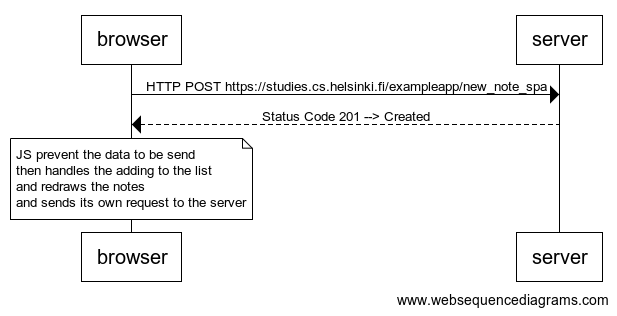 browser
server
HTTP POST https://studies.cs.helsinki.fi/exampleapp/new_note_spa
Status Code 201 --> Created
JS prevent the data to be send
then handles the adding to the list
and redraws the notes
and sends its own request to the server
browser
server
www.websequencediagrams.com